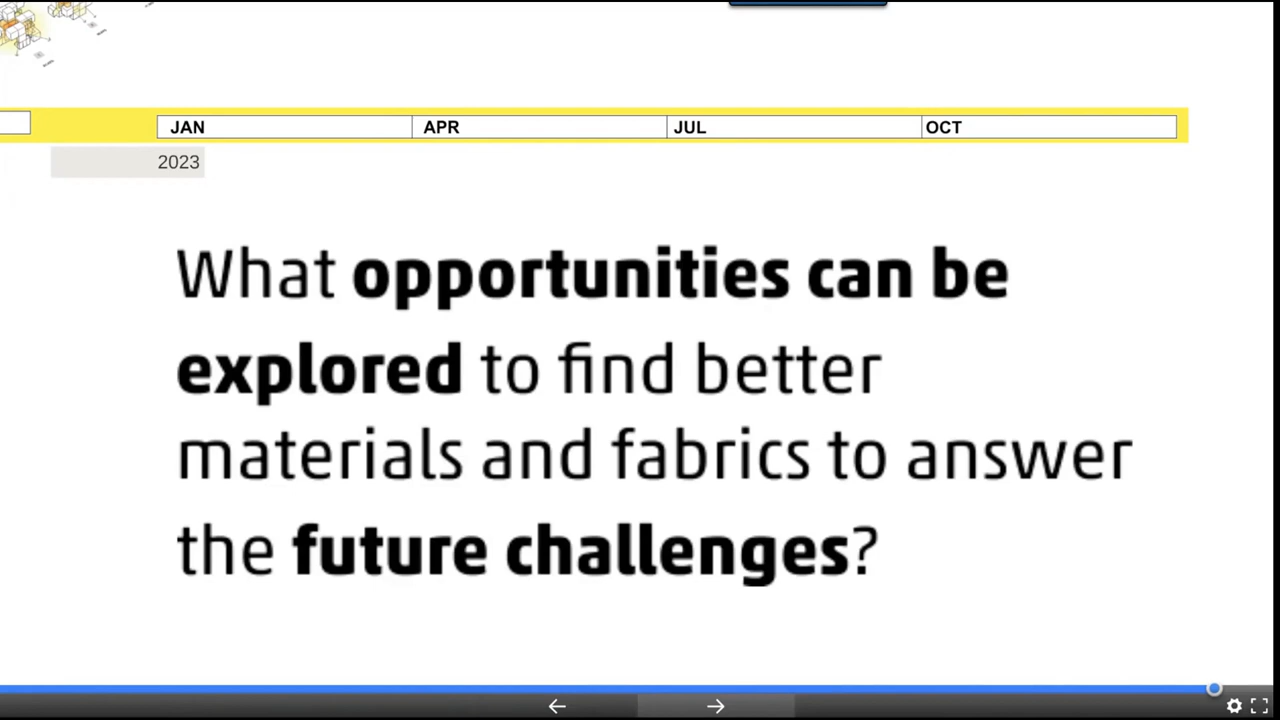 JAN APR JUL OCT
2023
What opportunities can be
explored to find better
materials and fabrics to answer
the future challenges?